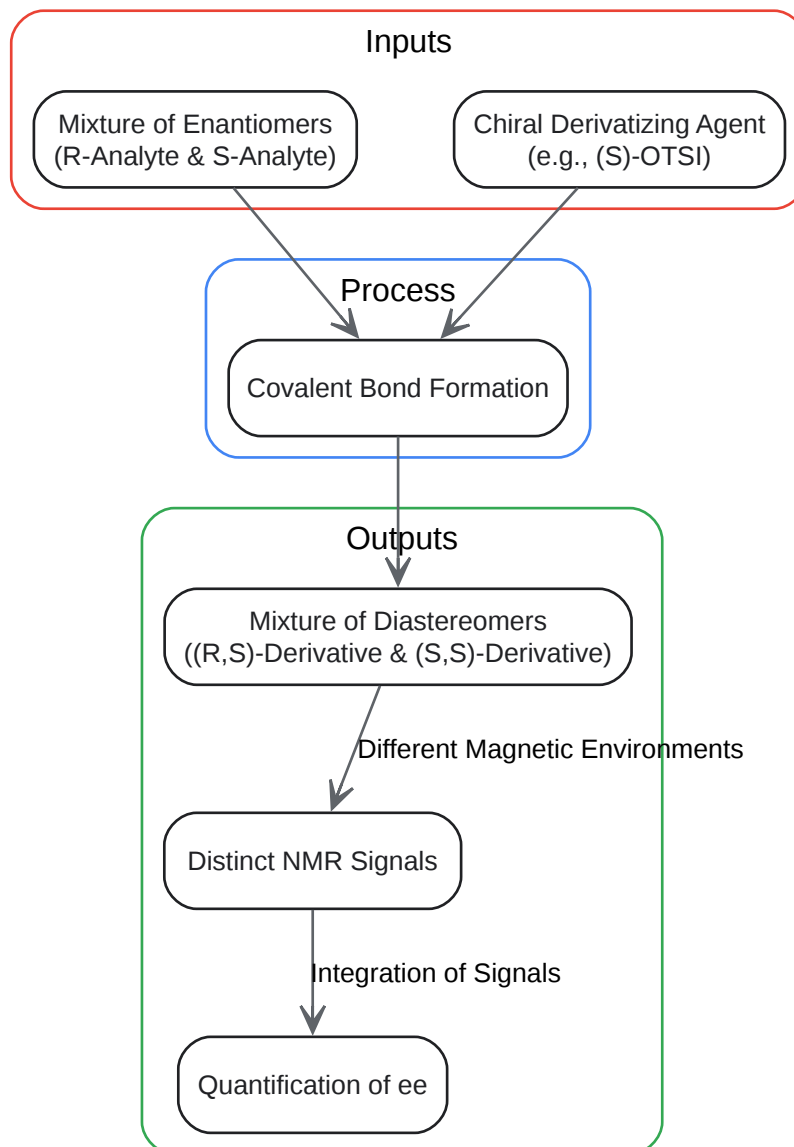 Inputs
Mixture of Enantiomers
(R-Analyte & S-Analyte)
Chiral Derivatizing Agent
(e.g., (S)-OTSI)
Process
Covalent Bond Formation
Outputs
Mixture of Diastereomers
((R,S)-Derivative & (S,S)-Derivative)
Different Magnetic Environments
Distinct NMR Signals
Integration of Signals
Quantification of ee